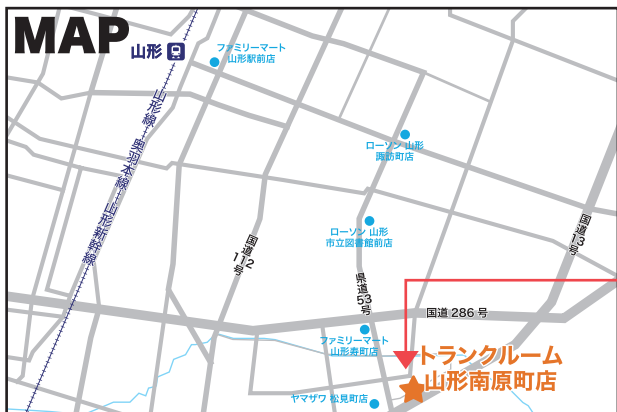 MAP
山形
ファミリーマート
山形駅前店
山形線・奥羽本線・山形新幹線
ローソン 山形
諏訪町店
ローソン 山形
市立図書館前店
国道112号
国道13号
県道53号
国道 286 号
ファミリーマート
山形寿町店
トランクルーム
山形南原町店
ヤマザワ 松見町店